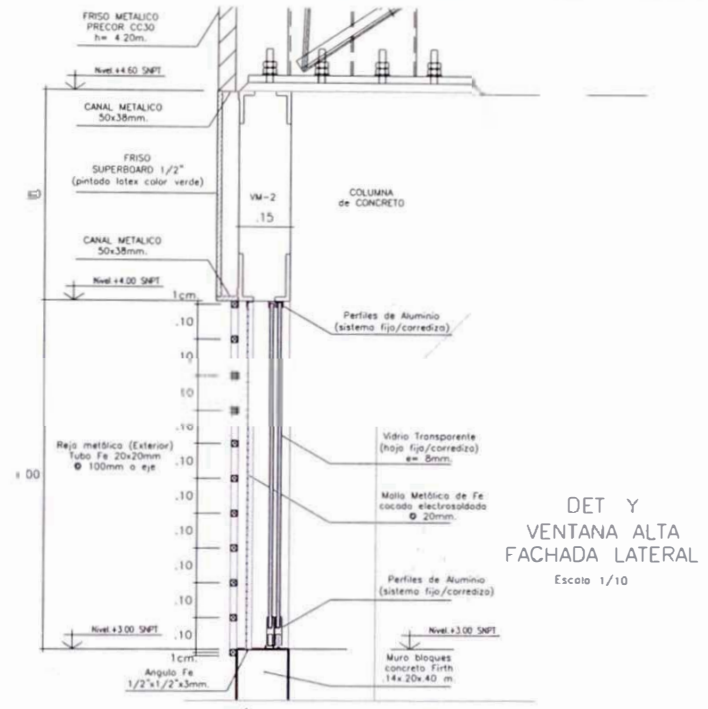 FRISO METALICO
PRECOR CC30
h= 4.20m.
Nivel +4.60 SNPT
CANAL METALICO
50x38mm.
FRISO
SUPERBOARD 1/2"
(pintado latex color verde)
VM-2
.15
COLUMNA
de CONCRETO
CANAL METALICO
50x38mm.
Nivel +4.00 SNPT
1cm.
.10
.10
.10
.10
.10
.10
.10
.10
.10
1cm.
Perfiles de Aluminio
(sistema fijo/corrediza)
Reja metálica (Exterior)
Tubo Fe 20x20mm
@ 100mm a eje
Vidrio Transparente
(hoja fija/corrediza)
e= 8mm.
Malla Metálica de Fe
cocada electrosoldada
@ 20mm.
DET Y
VENTANA ALTA
FACHADA LATERAL
Escala 1/10
Perfiles de Aluminio
(sistema fijo/corrediza)
Nivel +3.00 SNPT
Nivel +3.00 SNPT
Angulo Fe
1/2"x1/2"x3mm.
Muro bloques
concreto Firth
.14x.20x.40 m.